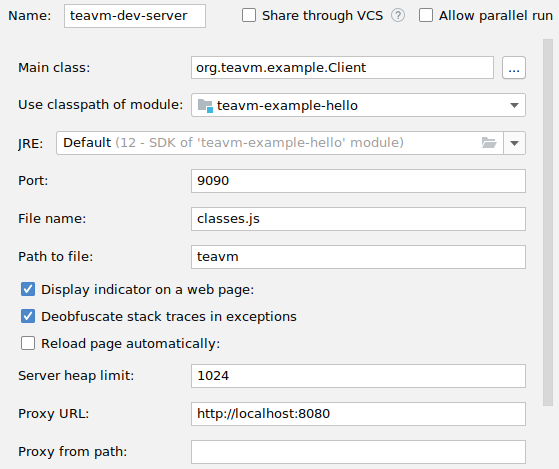 Name: teavm-dev-server Share through VCS ? Allow parallel run
Main class: org.teavm.example.Client ...
Use classpath of module: teavm-example-hello
JRE: Default (12 - SDK of 'teavm-example-hello' module)
Port: 9090
File name: classes.js
Path to file: teavm
Display indicator on a web page:
Deobfuscate stack traces in exceptions
Reload page automatically:
Server heap limit: 1024
Proxy URL: http://localhost:8080
Proxy from path: